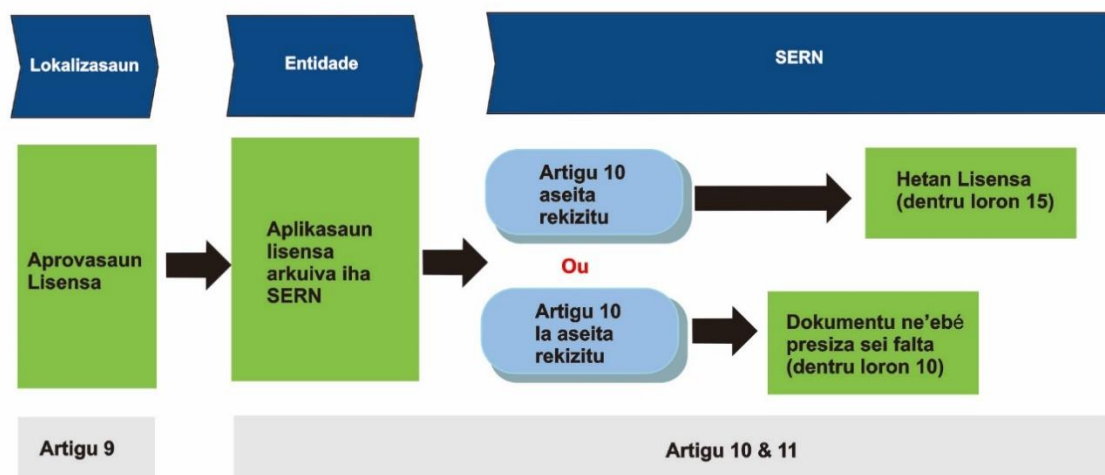 Lokalizasaun
Entidade
SERN
Aprovasaun
Lisensa
Aplikasaun
lisensa
arkuiva iha
SERN
Artigu 10
aseita
rekizitu
Hetan Lisensa
(dentru loron 15)
Ou
Artigu 10
la aseita
rekizitu
Dokumentu ne'ebé
presiza sei falta
(dentru loron 10)
Artigu 9
Artigu 10 & 11